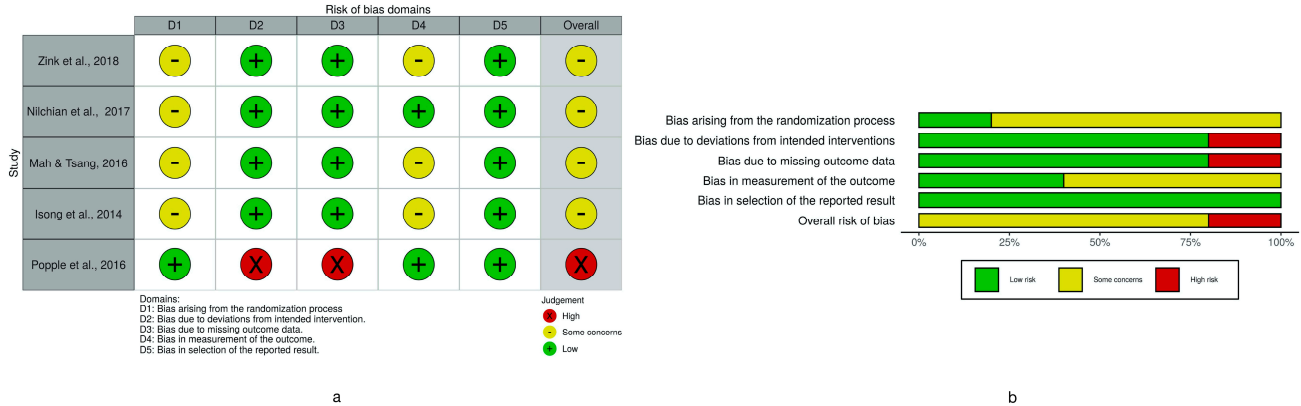 Risk of bias domains
D1 D2 D3 D4 D5 Overall
Study
Zink et al., 2018 - + + - + -
Nilchian et al., 2017 - + + + + -
Mah & Tsang, 2016 - + + - + -
Isong et al., 2014 - + + - + -
Popple et al., 2016 + X X + + X
Domains:
D1: Bias arising from the randomization process
D2: Bias due to deviations from intended intervention.
D3: Bias due to missing outcome data.
D4: Bias in measurement of the outcome.
D5: Bias in selection of the reported result.
Judgement
X High
- Some concerns
+ Low
a
Bias arising from the randomization process
Bias due to deviations from intended interventions
Bias due to missing outcome data
Bias in measurement of the outcome
Bias in selection of the reported result
Overall risk of bias
0% 25% 50% 75% 100%
Low risk Some concerns High risk
b